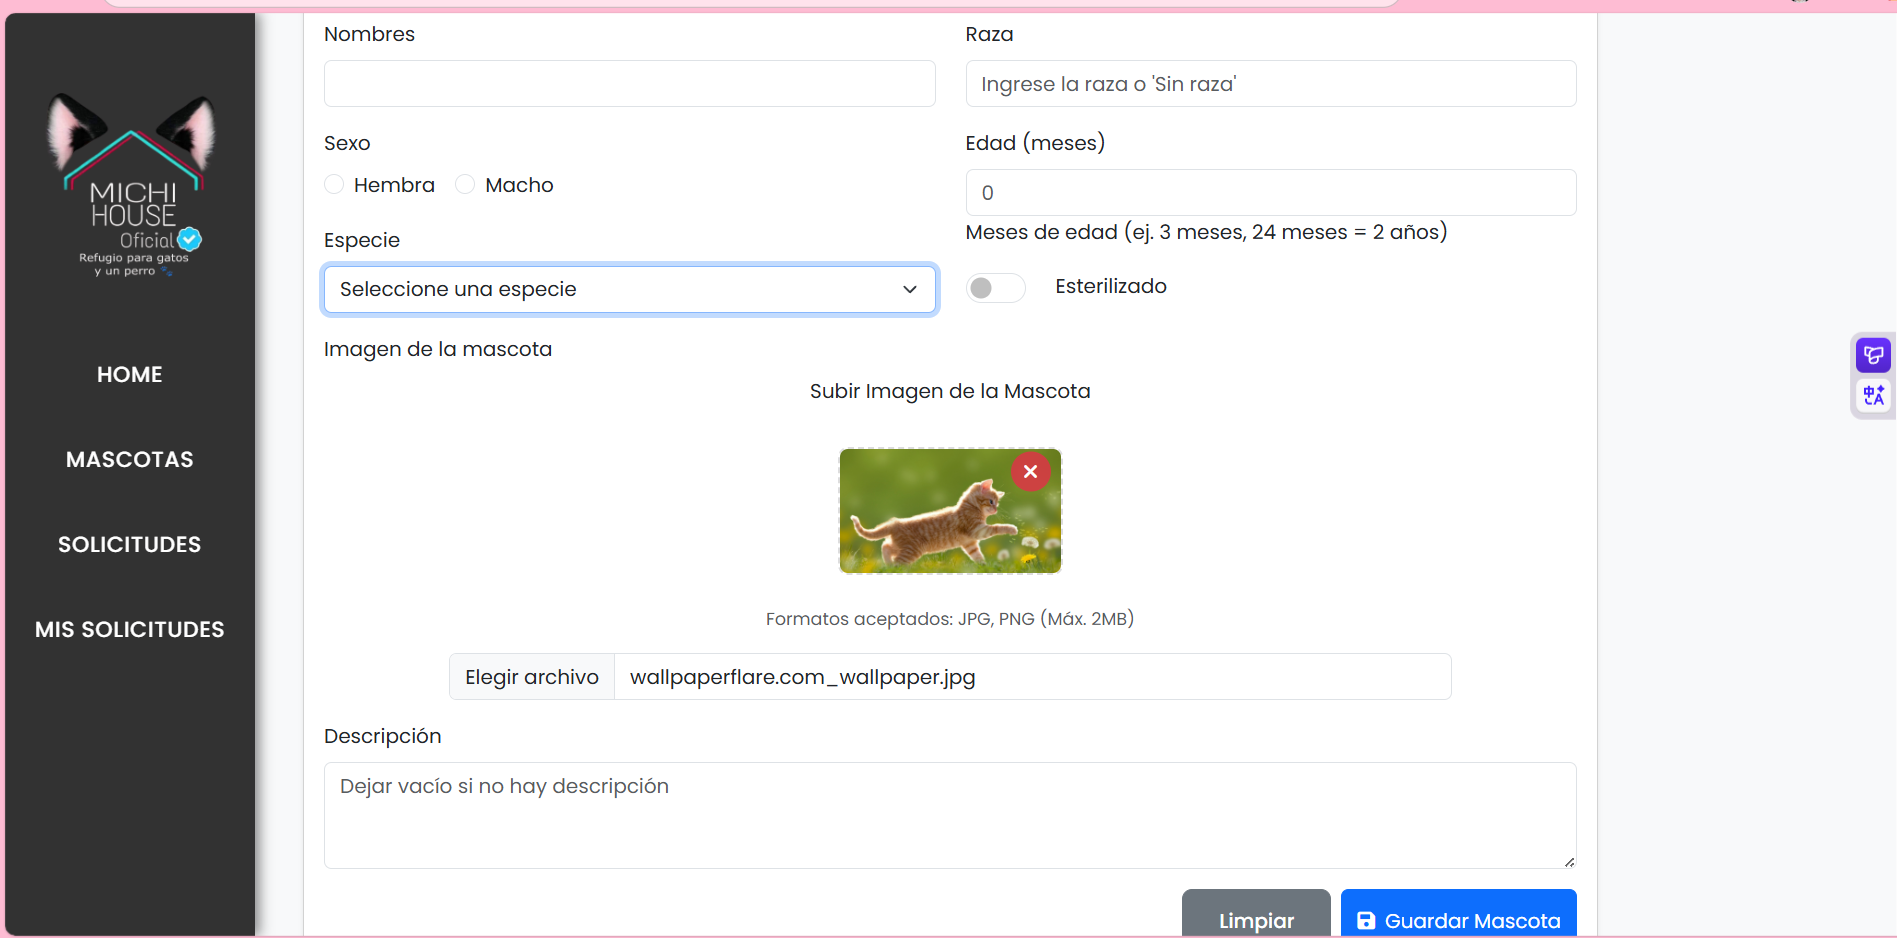 MICHI
HOUSE
Oficial
Refugio para gatos
y un perro
HOME
MASCOTAS
SOLICITUDES
MIS SOLICITUDES
Nombres
Raza
Ingrese la raza o 'Sin raza'
Sexo
Hembra
Macho
Edad (meses)
0
Meses de edad (ej. 3 meses, 24 meses = 2 años)
Especie
Seleccione una especie
Esterilizado
Imagen de la mascota
Subir Imagen de la Mascota
Formatos aceptados: JPG, PNG (Máx. 2MB)
Elegir archivo wallpaperflare.com_wallpaper.jpg
Descripción
Dejar vacío si no hay descripción
Limpiar
Guardar Mascota
中A